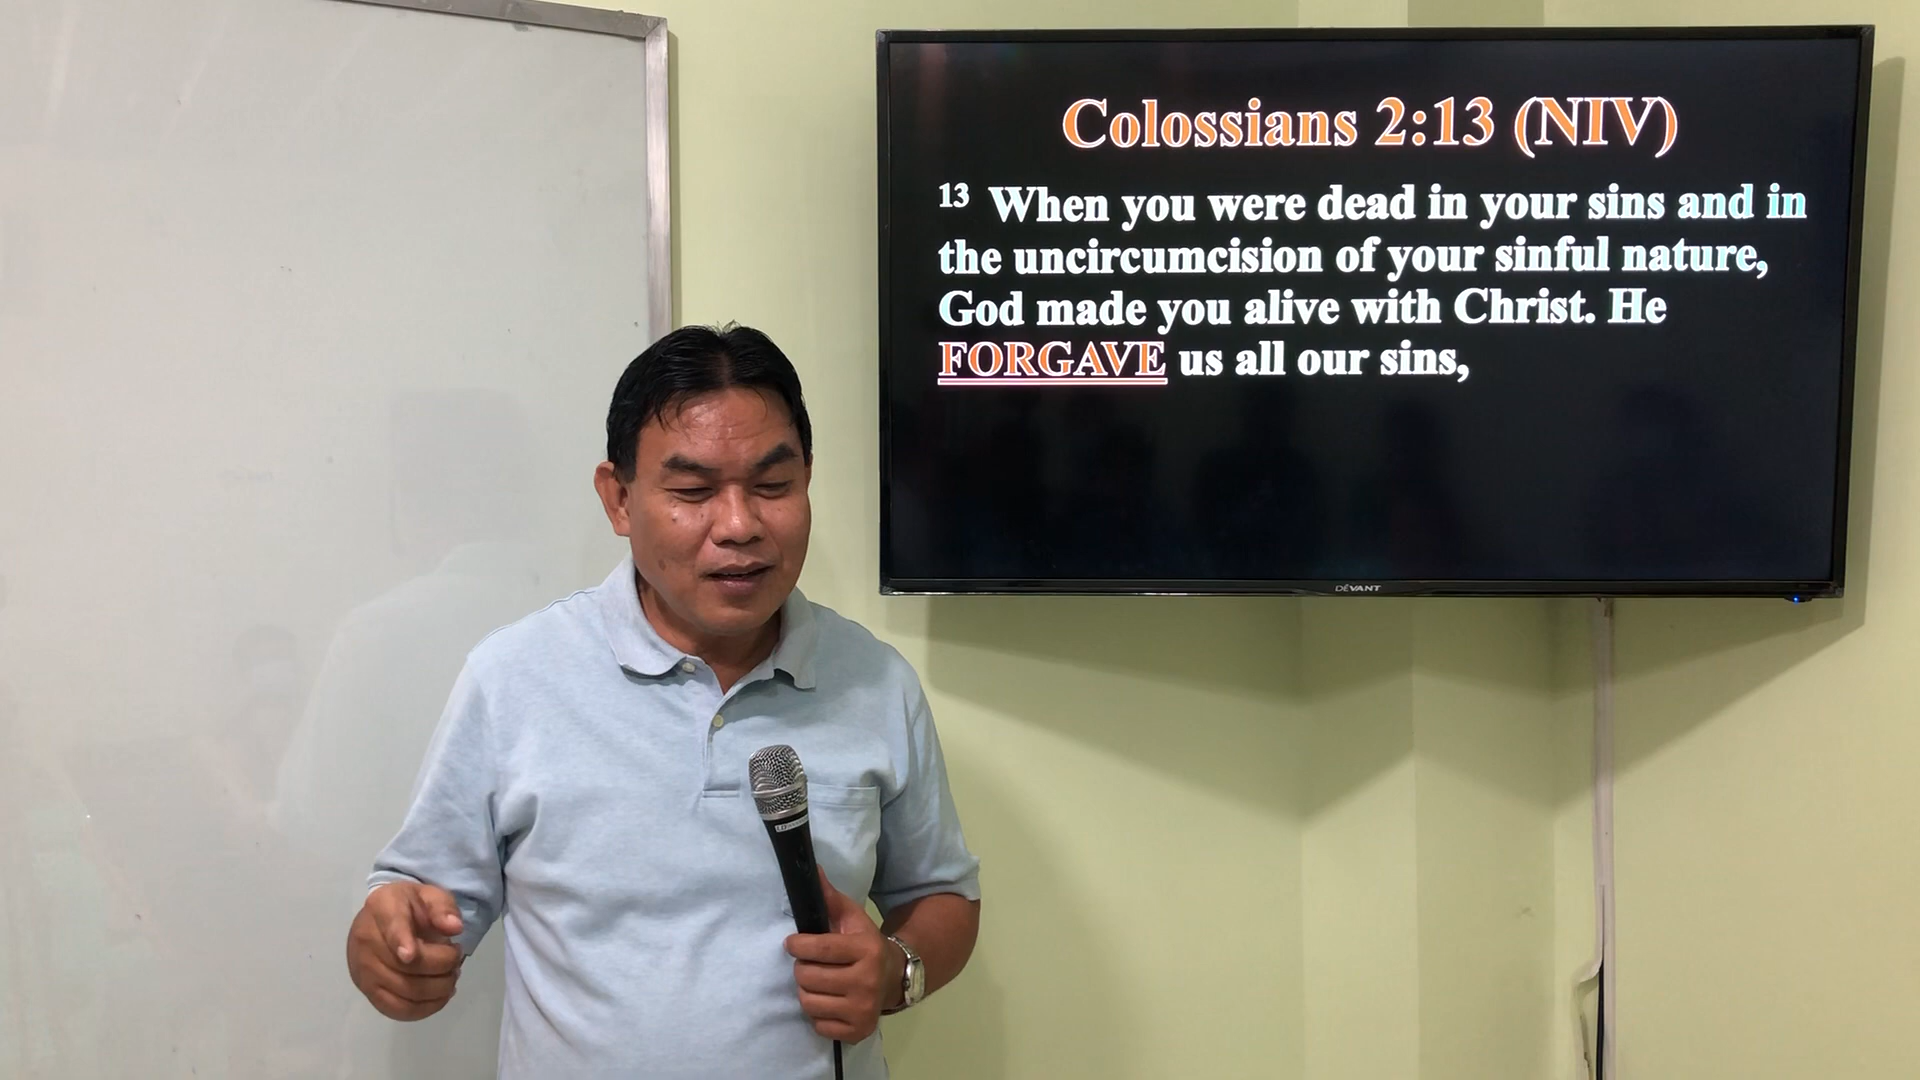 Colossians 2:13 (NIV)
13 When you were dead in your sins and in
the uncircumcision of your sinful nature,
God made you alive with Christ. He
FORGAVE us all our sins,
DEVANT